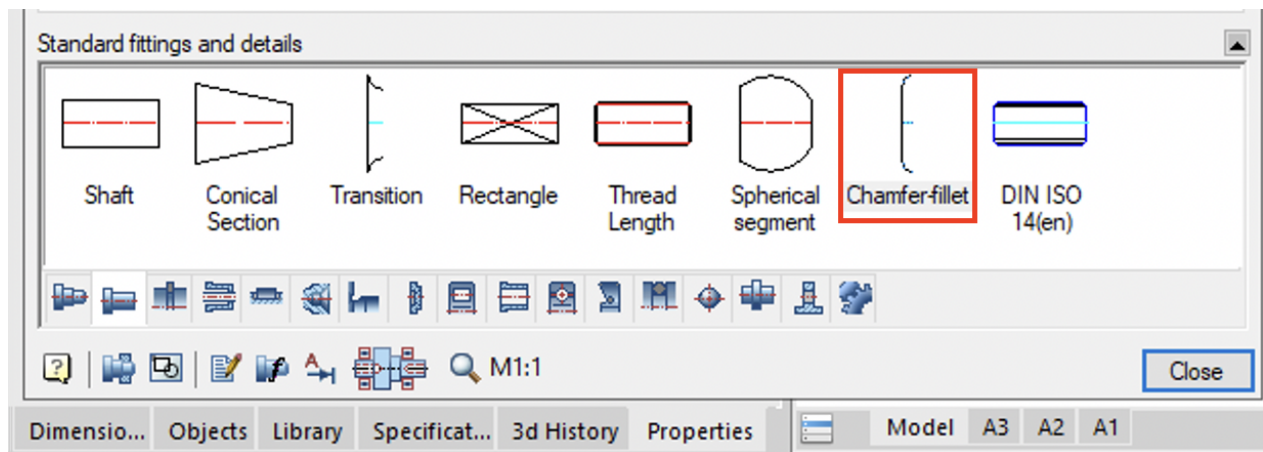 Standard fittings and details
Shaft
Conical
Section
Transition
Rectangle
Thread
Length
Spherical
segment
Chamfer-fillet
DIN ISO
14(en)
M1:1
Close
Dimensio...
Objects
Library
Specificat...
3d History
Properties
Model
A3
A2
A1